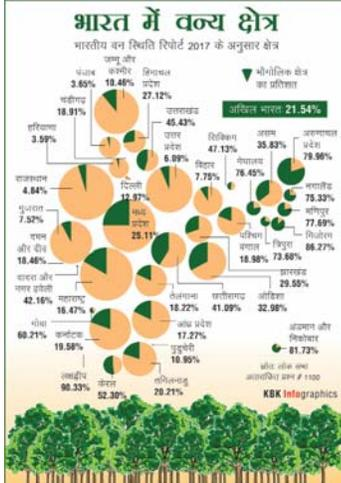 भारत में वन्य क्षेत्र
भारतीय वन स्थिति रिपोर्ट 2017 के अनुसार क्षेत्र
भौगोलिक क्षेत्र
का प्रतिशत
अखिल भारत 21.54%
जम्मू और
कश्मीर
10.46%
पंजाब
3.65%
हिमाचल
प्रदेश
27.12%
चंडीगढ़
18.91%
उत्तराखंड
45.43%
हरियाणा
3.59%
उत्तर
प्रदेश
6.09%
सिक्किम
47.13%
असम
35.83%
अरुणाचल
प्रदेश
79.96%
बिहार
7.75%
मेघालय
76.45%
राजस्थान
4.84%
दिल्ली
12.97%
नगालैंड
75.33%
गुजरात
7.52%
मध्य
प्रदेश
25.11%
मणिपुर
77.69%
मिजोरम
86.27%
दमन
और दीव
18.46%
पश्चिम
बंगाल
18.98%
त्रिपुरा
73.68%
दादरा और
नगर हवेली
42.16%
झारखंड
29.55%
महाराष्ट्र
16.47%
तेलंगाना
18.22%
छत्तीसगढ़
41.09%
ओडिशा
32.98%
गोवा
60.21%
कर्नाटक
19.58%
आंध्र प्रदेश
17.27%
अंडमान और
निकोबार
81.73%
पुडुचेरी
10.95%
लक्षद्वीप
90.33%
केरल
52.30%
तमिलनाडु
20.21%
स्रोत: लोक सभा
अतारांकित प्रश्न # 1100
KBK Infographics